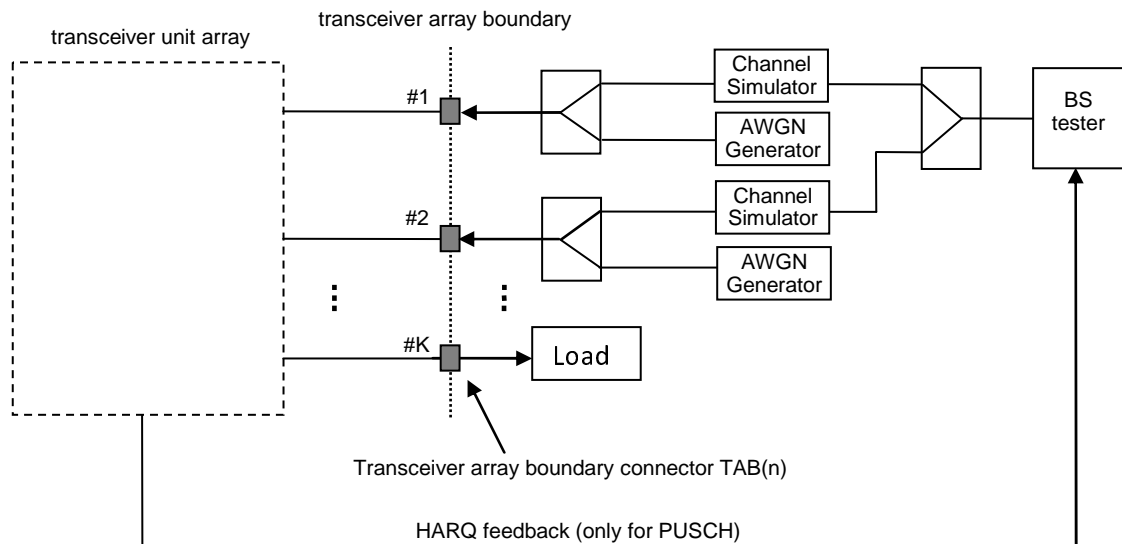 transceiver array boundary
transceiver unit array
#1
Channel
Simulator
AWGN
Generator
BS
tester
#2
Channel
Simulator
AWGN
Generator
#K
Load
Transceiver array boundary connector TAB(n)
HARQ feedback (only for PUSCH)